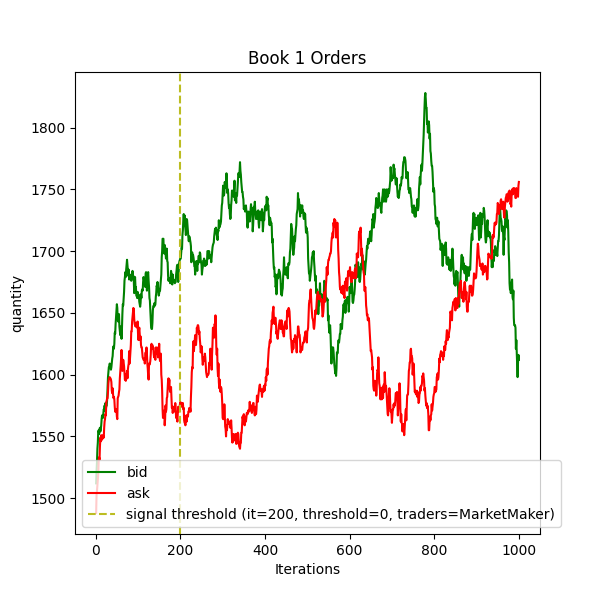 Book 1 Orders
quantity
1800
1750
1700
1650
1600
1550
1500
bid
ask
signal threshold (it=200, threshold=0, traders=MarketMaker)
0 200 400 600 800 1000
Iterations